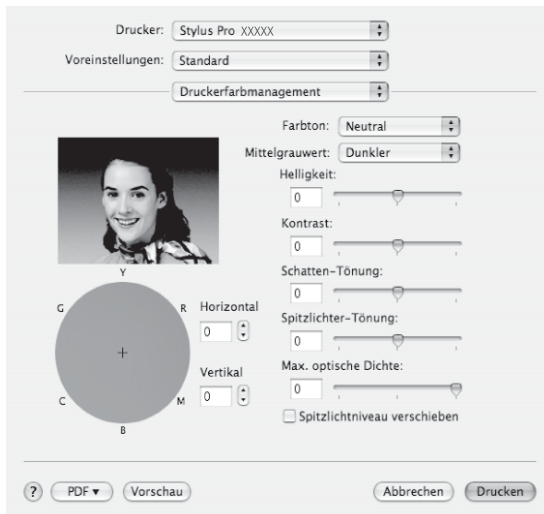 Drucker: Stylus Pro XXXXX
Voreinstellungen: Standard
Druckerfarbmanagement
Farbton: Neutral
Mittelgrauwert: Dunkler
Helligkeit:
0
Kontrast:
0
Schatten-Tönung:
0
Spitzlichter-Tönung:
0
Max. optische Dichte:
0
Spitzlichtniveau verschieben
Y
G R
C M
B
Horizontal
0
Vertikal
0
? PDF Vorschau Abbrechen Drucken